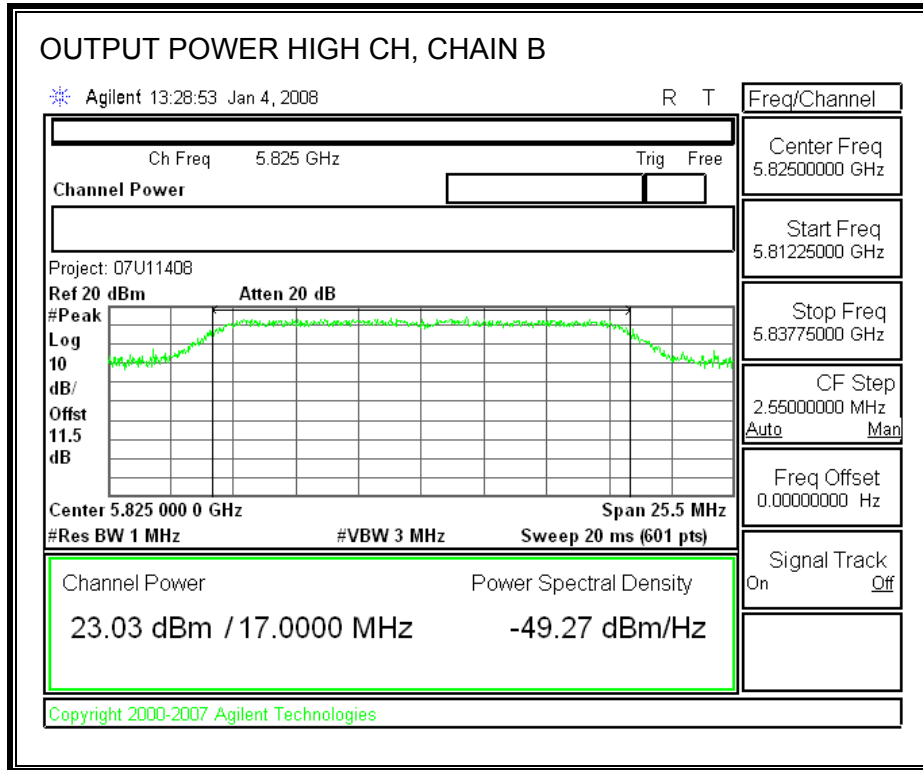 OUTPUT POWER HIGH CH, CHAIN B
Agilent 13:28:53 Jan 4, 2008 R T
Freq/Channel
Ch Freq 5.825 GHz Trig Free
Channel Power
Center Freq
5.82500000 GHz
Start Freq
5.81225000 GHz
Stop Freq
5.83775000 GHz
CF Step
2.55000000 MHz
Auto Man
Freq Offset
0.00000000 Hz
Signal Track
On Off
Project: 07U11408
Ref 20 dBm Atten 20 dB
#Peak
Log
10
dB/
Offst
11.5
dB
Center 5.825 000 0 GHz Span 25.5 MHz
#Res BW 1 MHz #VBW 3 MHz Sweep 20 ms (601 pts)
Channel Power Power Spectral Density
23.03 dBm / 17.0000 MHz -49.27 dBm/Hz
Copyright 2000-2007 Agilent Technologies